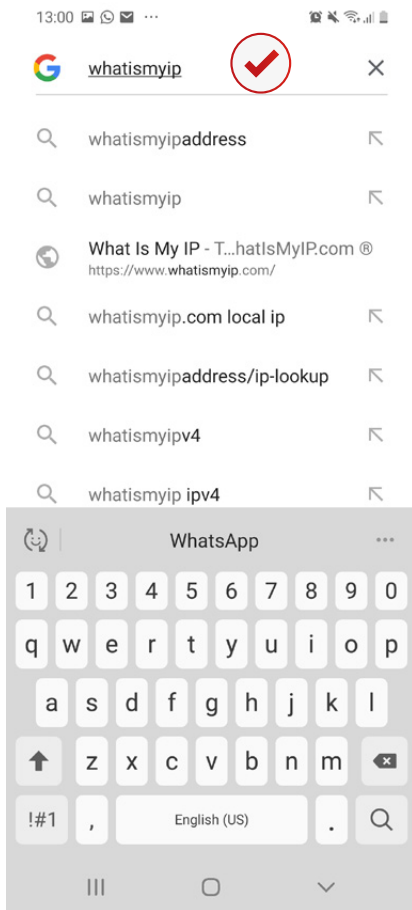 13:00
whatismyip
whatismyipaddress
whatismyip
What Is My IP - T...hatIsMyIP.com ®
https://www.whatismyip.com/
whatismyip.com local ip
whatismyipaddress/ip-lookup
whatismyipv4
whatismyip ipv4
WhatsApp
1 2 3 4 5 6 7 8 9 0
q w e r t y u i o p
a s d f g h j k l
z x c v b n m
!#1 , English (US) .